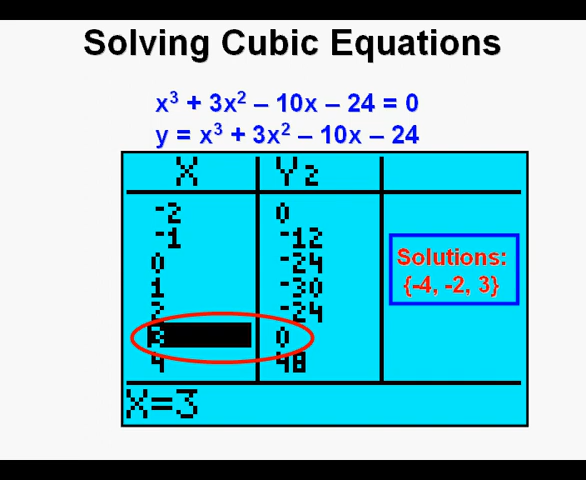 Solving Cubic Equations
x³ + 3x² – 10x – 24 = 0
y = x³ + 3x² – 10x – 24
X Y₂
-2 0
-1 -12
0 -24
1 -30
2 -24
3 0
4 48
X=3
Solutions:
{-4, -2, 3}